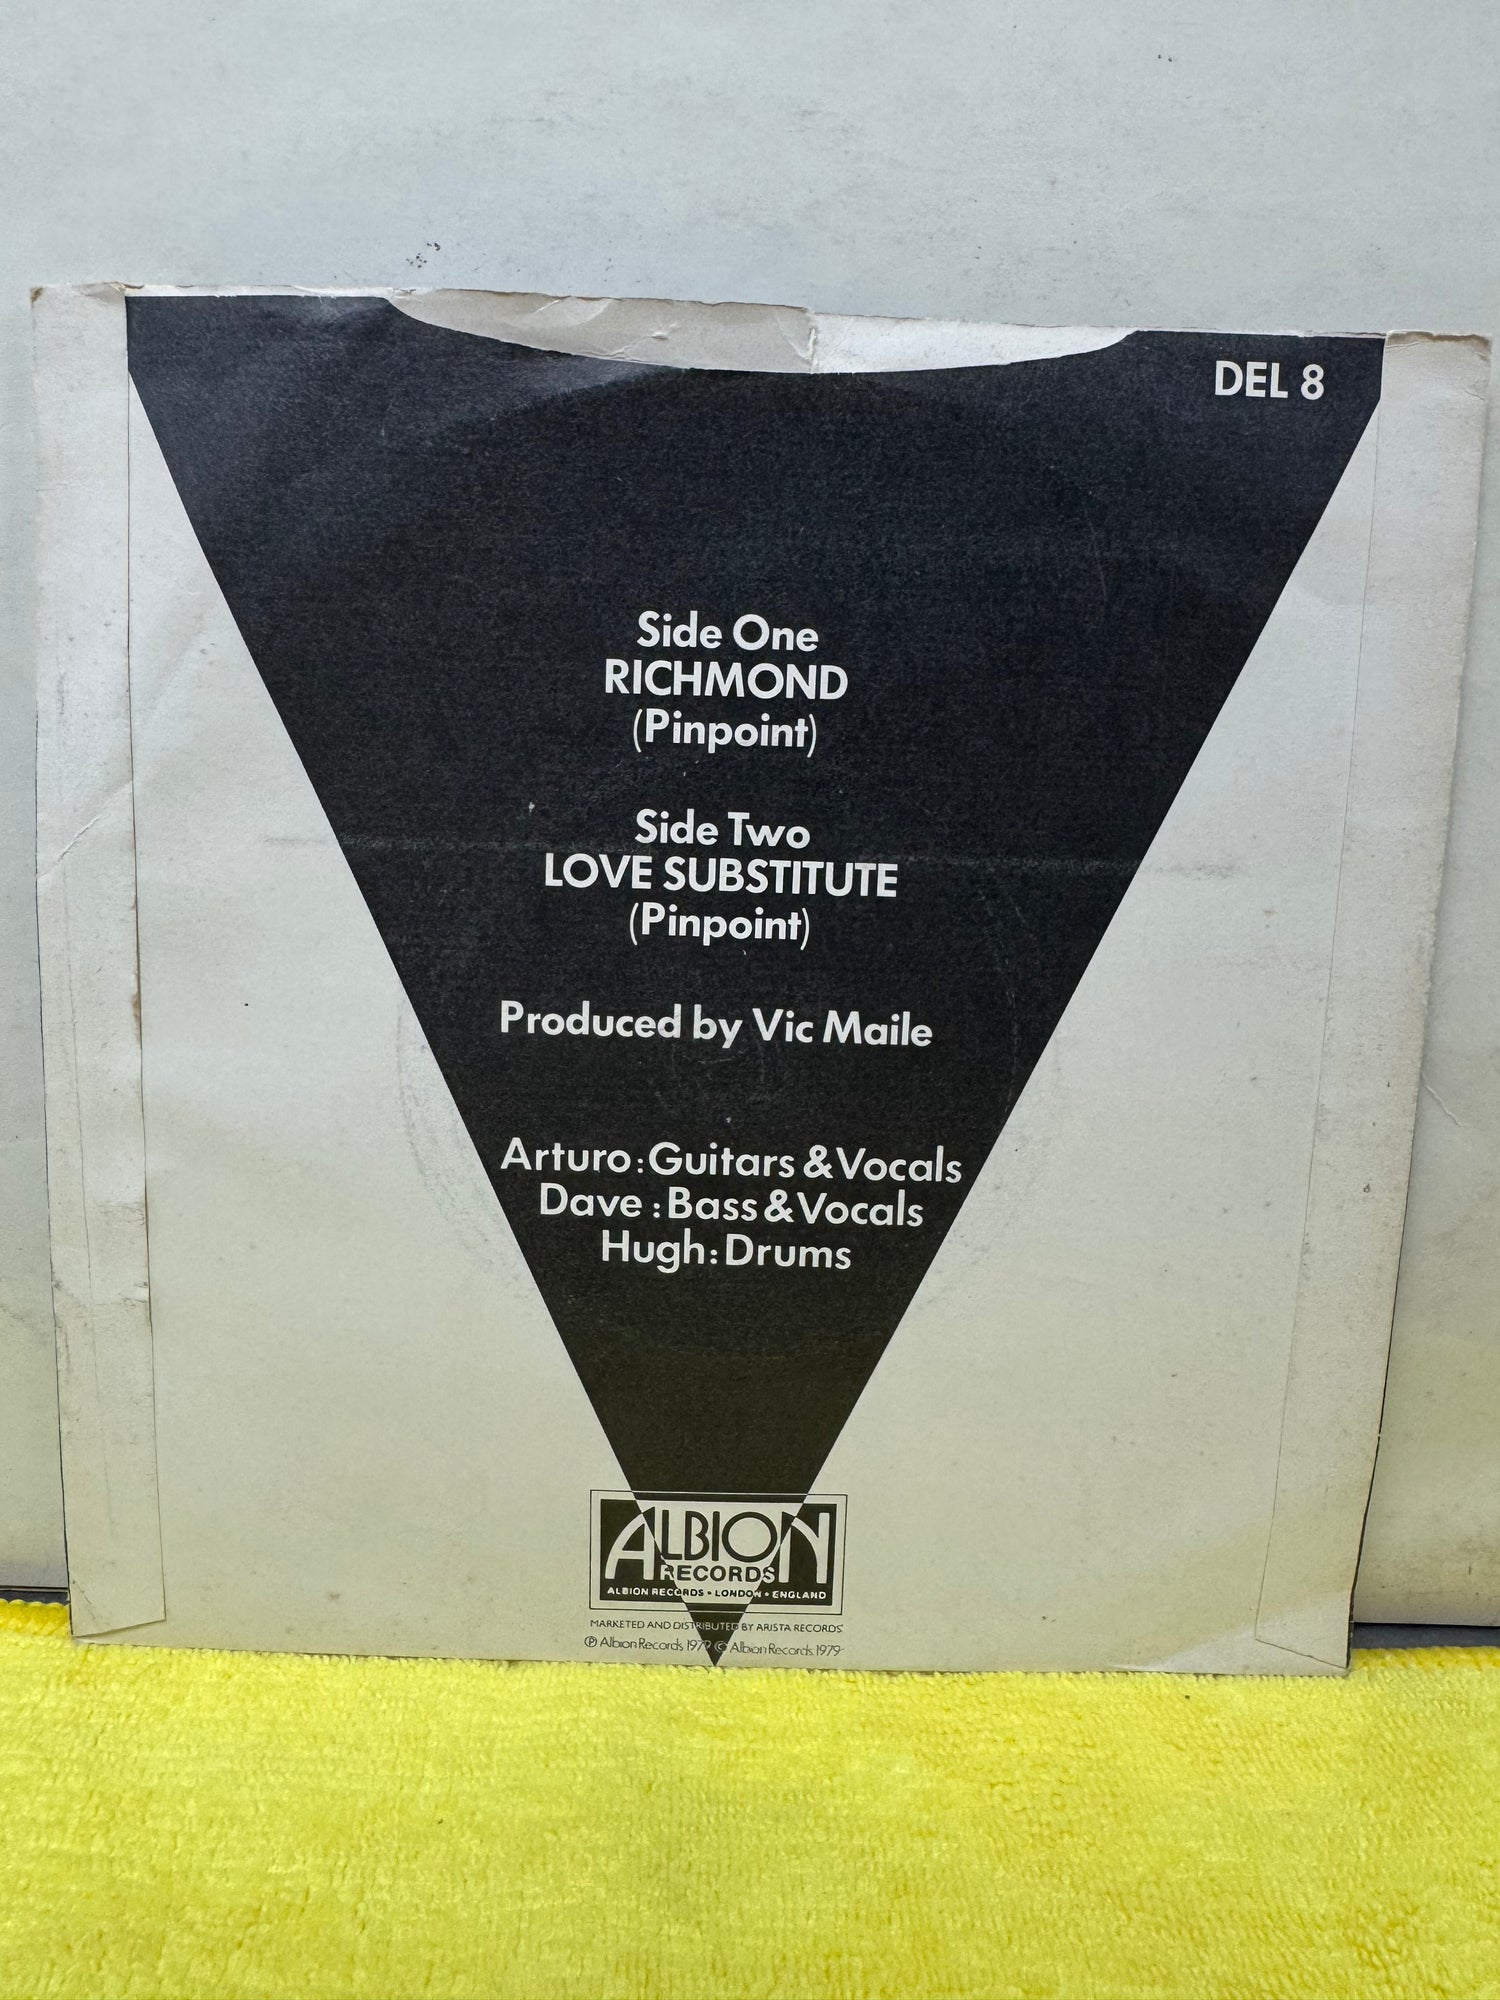 DEL 8
Side One
RICHMOND
(Pinpoint)
Side Two
LOVE SUBSTITUTE
(Pinpoint)
Produced by Vic Maile
Arturo: Guitars & Vocals
Dave: Bass & Vocals
Hugh: Drums
ALBION
RECORDS
ALBION RECORDS • LONDON • ENGLAND
MARKETED AND DISTRIBUTED BY ARISTA RECORDS
℗ Albion Records 1979 © Albion Records 1979